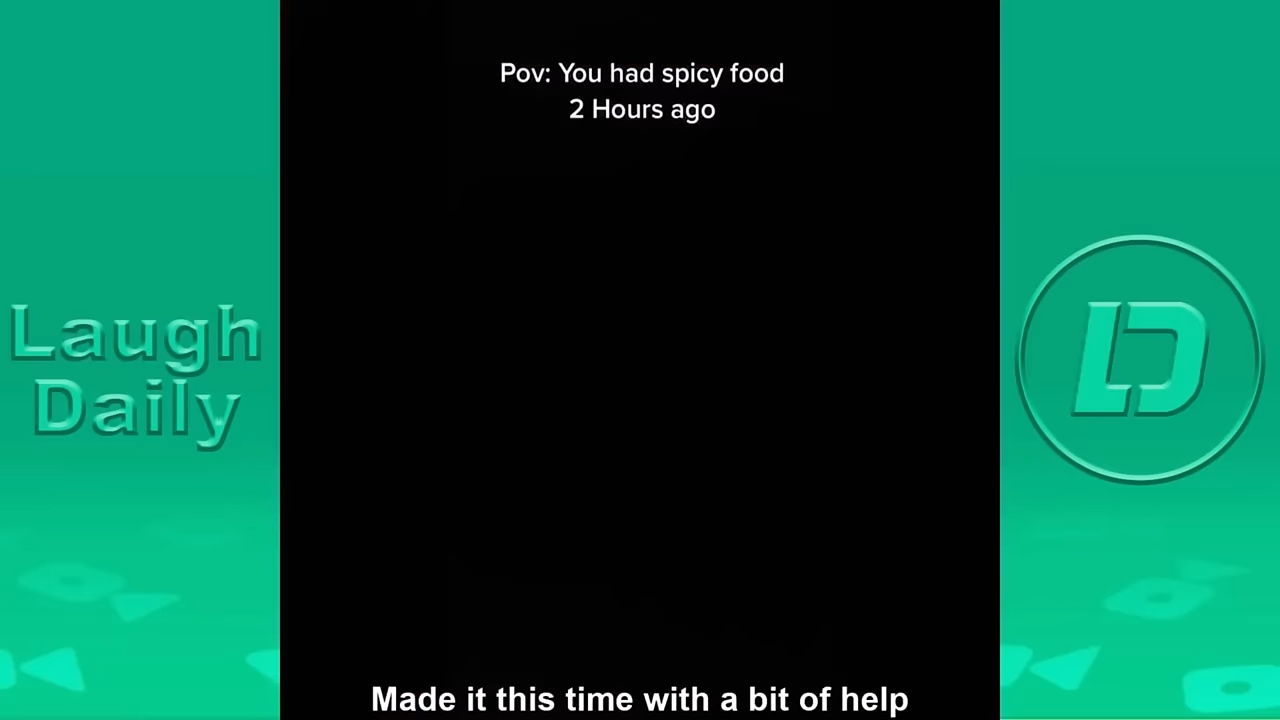 Pov: You had spicy food
2 Hours ago
Laugh
Daily
LD
Made it this time with a bit of help